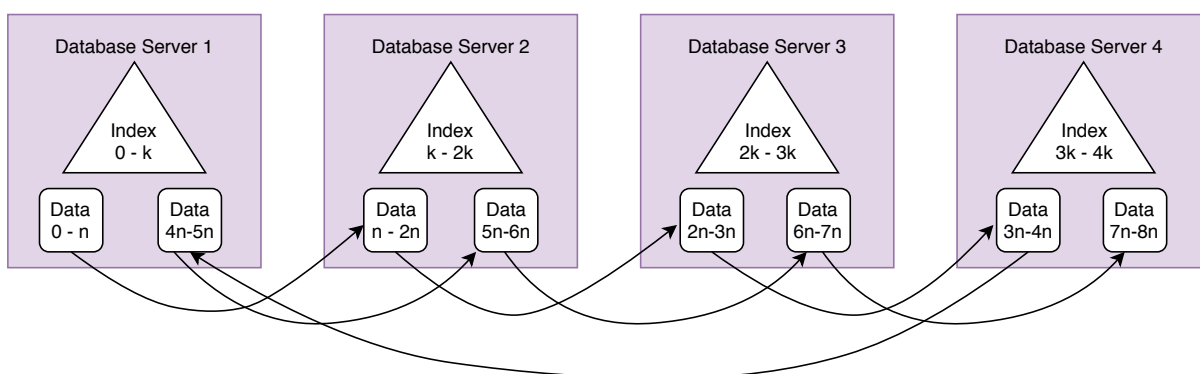 Database Server 1
Index
0 - k
Data
0 - n
Data
4n-5n
Database Server 2
Index
k - 2k
Data
n - 2n
Data
5n-6n
Database Server 3
Index
2k - 3k
Data
2n-3n
Data
6n-7n
Database Server 4
Index
3k - 4k
Data
3n-4n
Data
7n-8n